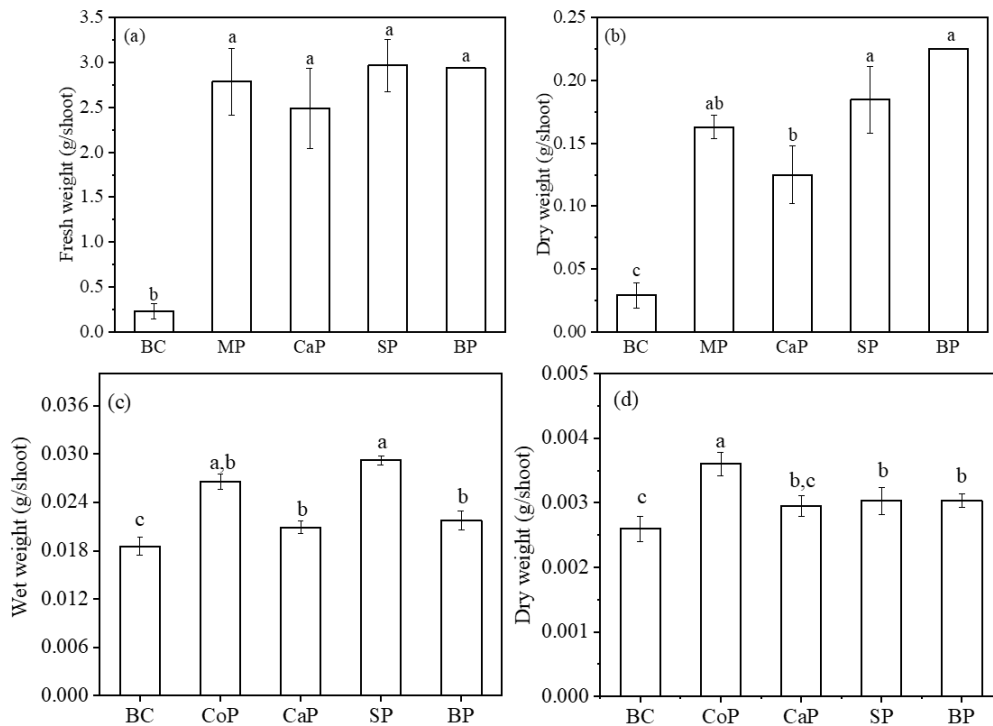 (a)
Fresh weight (g/shoot)
3.5
3.0
2.5
2.0
1.5
1.0
0.5
0.0
b
a
a
a
a
BC MP CaP SP BP
(b)
Dry weight (g/shoot)
0.25
0.20
0.15
0.10
0.05
0.00
c
ab
b
a
a
BC MP CaP SP BP
(c)
Wet weight (g/shoot)
0.036
0.030
0.024
0.018
0.012
0.006
0.000
c
a,b
b
a
b
BC CoP CaP SP BP
(d)
Dry weight (g/shoot)
0.005
0.004
0.003
0.002
0.001
0.000
c
a
b,c
b
b
BC CoP CaP SP BP